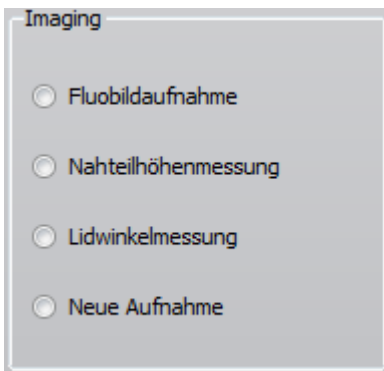 Imaging
Fluobildaufnahme
Nahteilhöhenmessung
Lidwinkelmessung
Neue Aufnahme